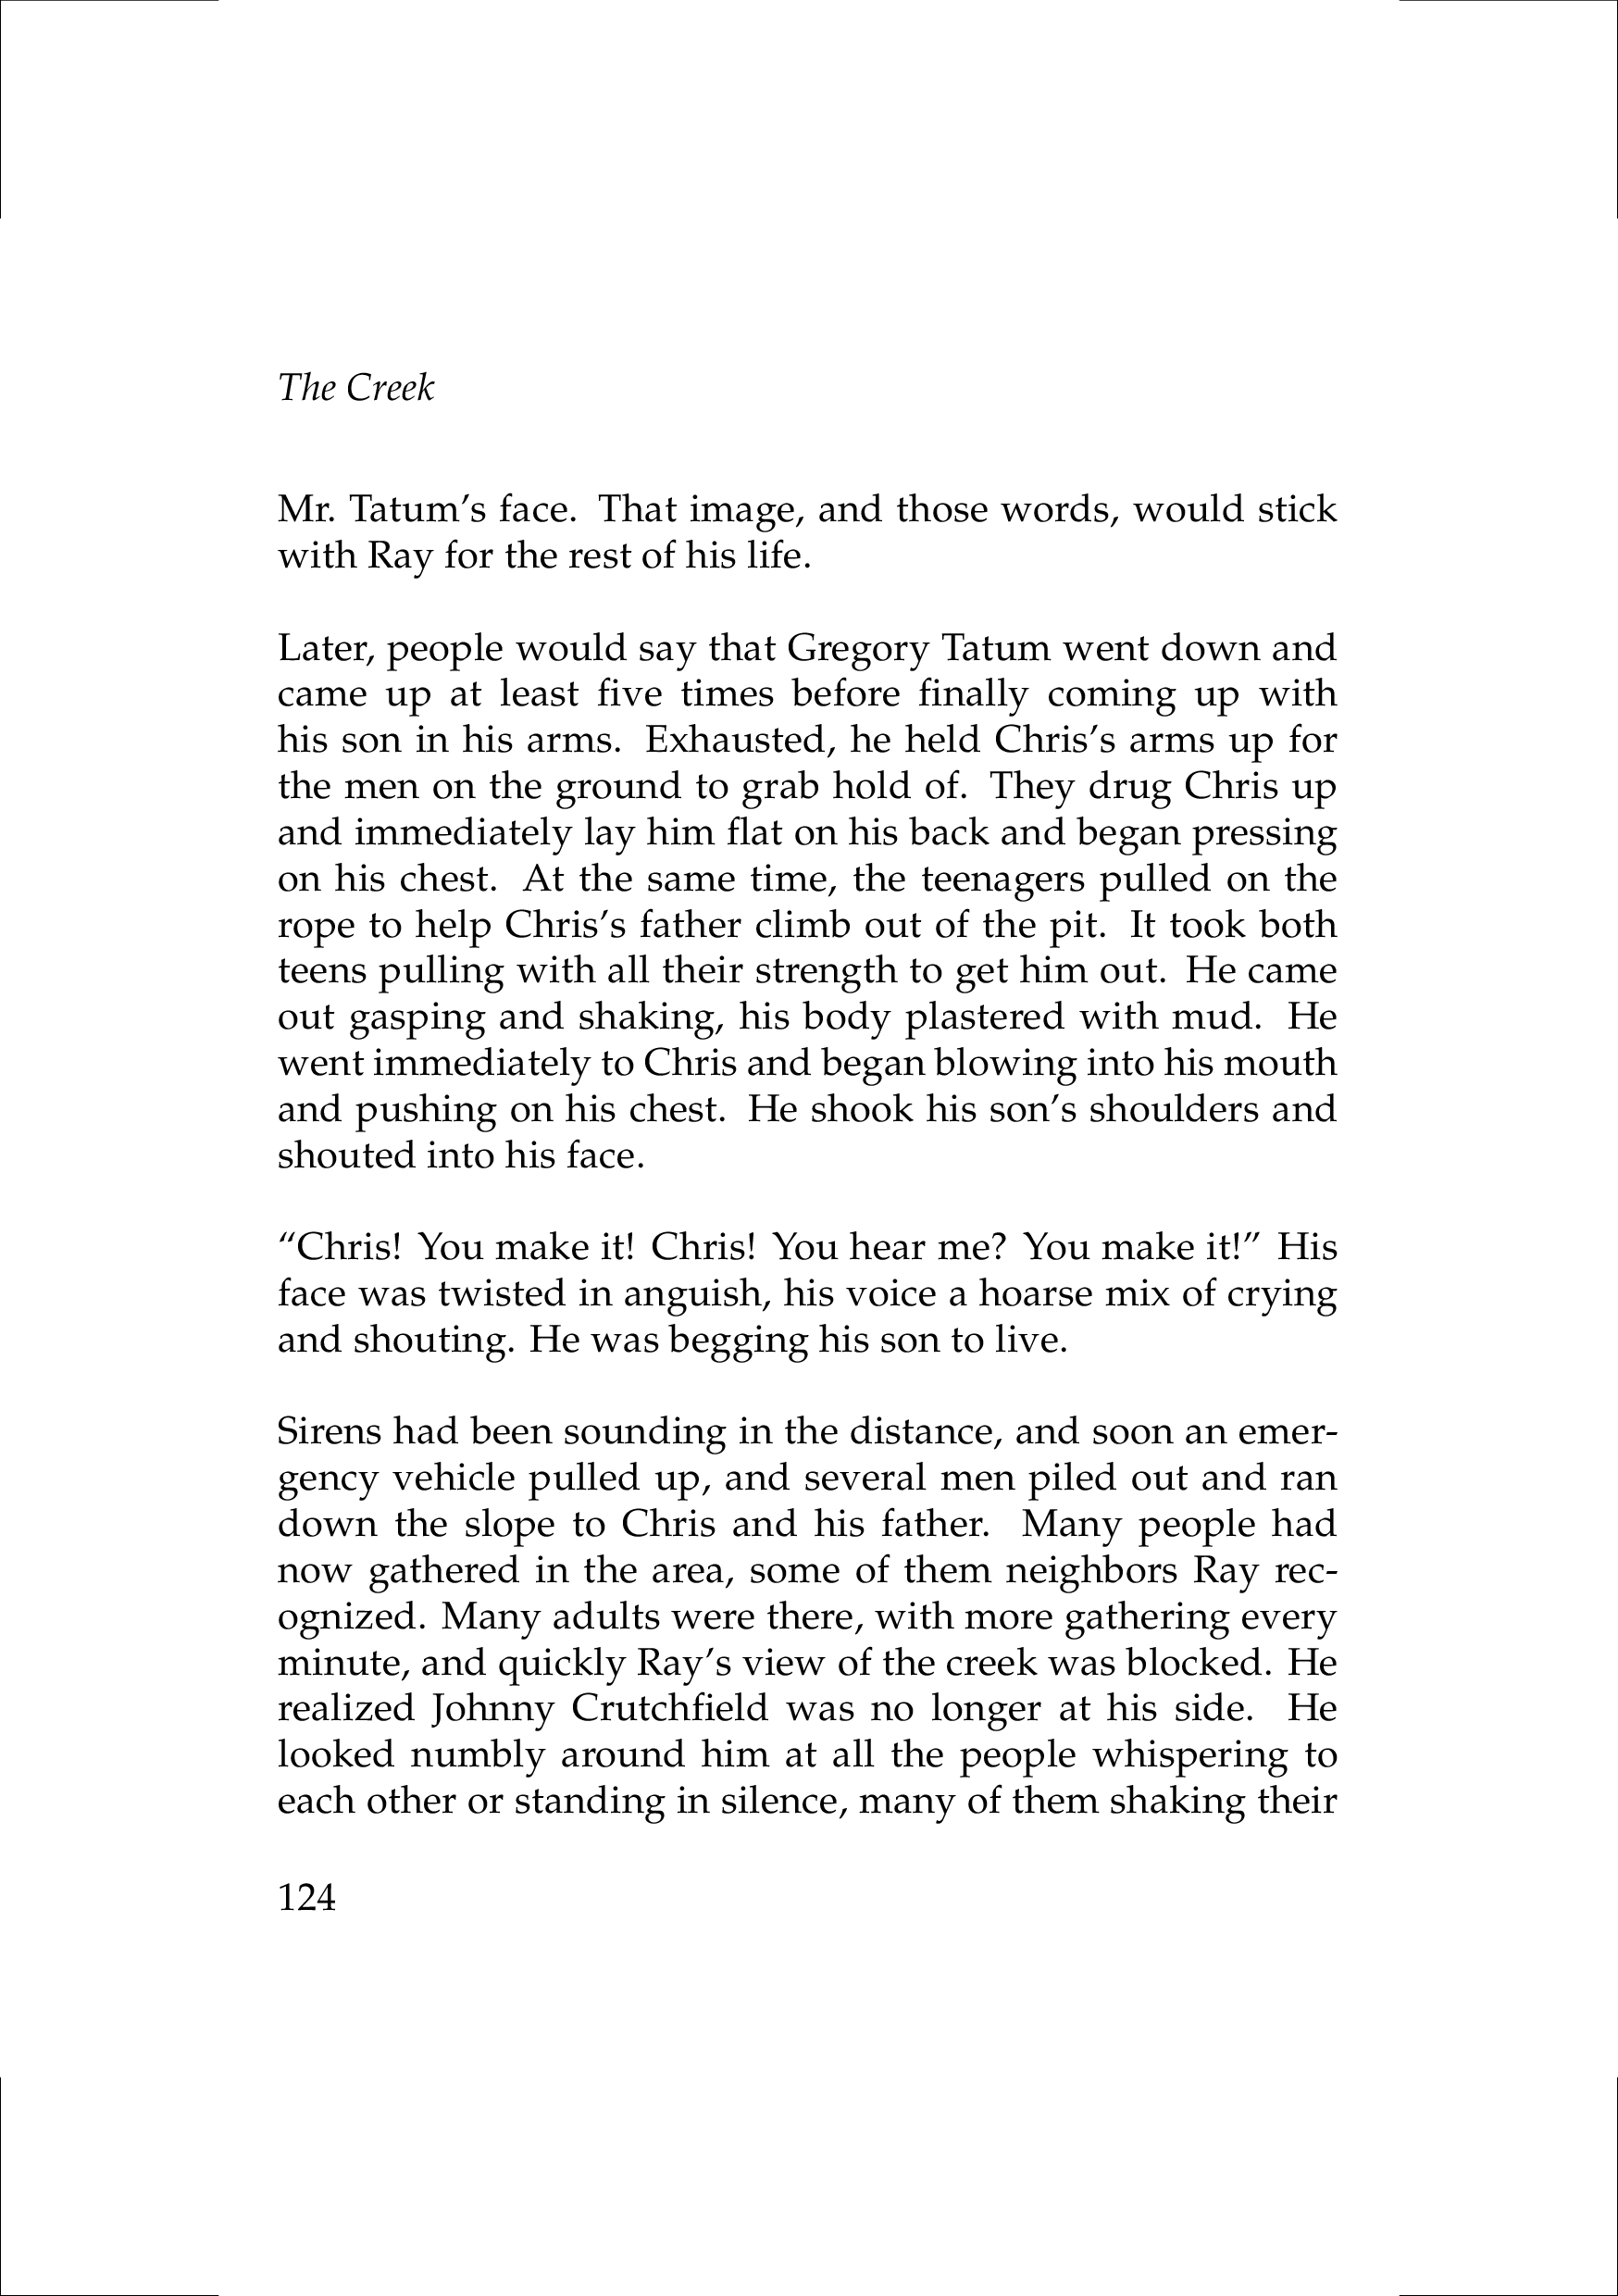 The Creek
Mr. Tatum’s face. That image, and those words, would stick
with Ray for the rest of his life.
Later, people would say that Gregory Tatum went down and
came up at least five times before finally coming up with
his son in his arms. Exhausted, he held Chris’s arms up for
the men on the ground to grab hold of. They drug Chris up
and immediately lay him flat on his back and began pressing
on his chest. At the same time, the teenagers pulled on the
rope to help Chris’s father climb out of the pit. It took both
teens pulling with all their strength to get him out. He came
out gasping and shaking, his body plastered with mud. He
went immediately to Chris and began blowing into his mouth
and pushing on his chest. He shook his son’s shoulders and
shouted into his face.
“Chris! You make it! Chris! You hear me? You make it!” His
face was twisted in anguish, his voice a hoarse mix of crying
and shouting. He was begging his son to live.
Sirens had been sounding in the distance, and soon an emer-
gency vehicle pulled up, and several men piled out and ran
down the slope to Chris and his father. Many people had
now gathered in the area, some of them neighbors Ray rec-
ognized. Many adults were there, with more gathering every
minute, and quickly Ray’s view of the creek was blocked. He
realized Johnny Crutchfield was no longer at his side. He
looked numbly around him at all the people whispering to
each other or standing in silence, many of them shaking their
124